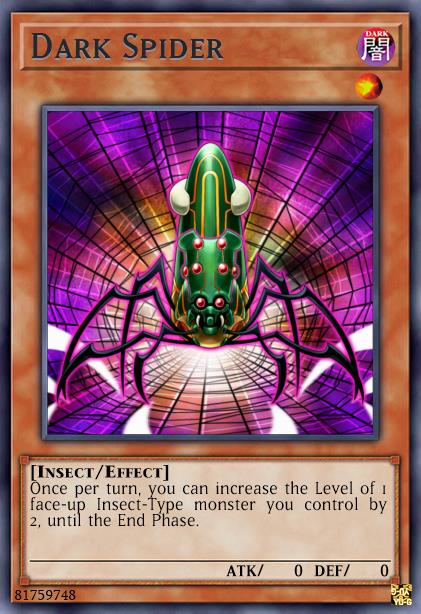 DARK SPIDER
DARK
闇
[INSECT/EFFECT]
Once per turn, you can increase the Level of 1
face-up Insect-Type monster you control by
2, until the End Phase.
ATK/ 0 DEF/ 0
81759748